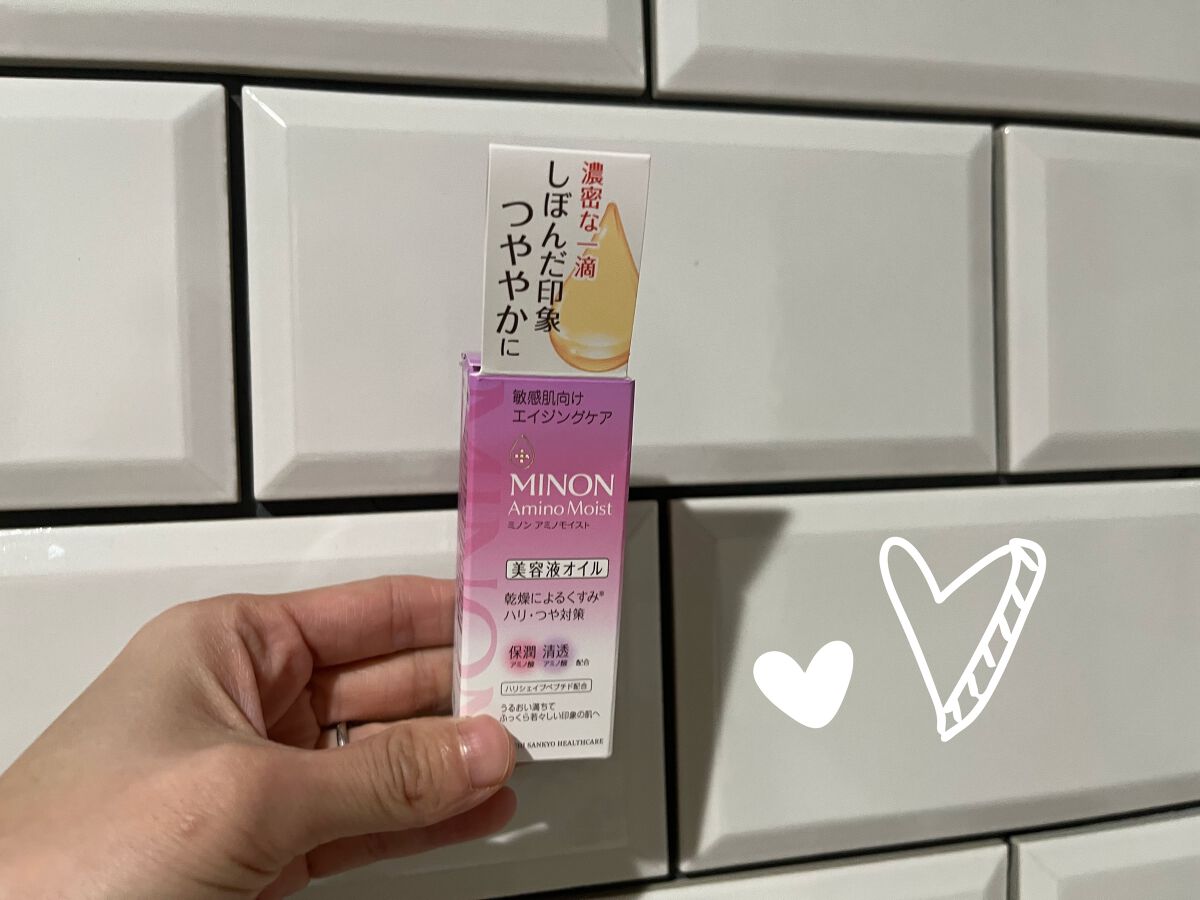 濃密な一滴
しぼんだ印象
つややかに
敏感肌向け
エイジングケア
MINON
Amino Moist
ミノン アミノモイスト
美容液オイル
乾燥によるくすみ※
ハリ・つや対策
保潤 清透
アミノ酸 アミノ酸 配合
ハリシェイプペプチド配合
うるおい満ちて
ふっくら若々しい印象の肌へ
SANKYO HEALTHCARE
MINON